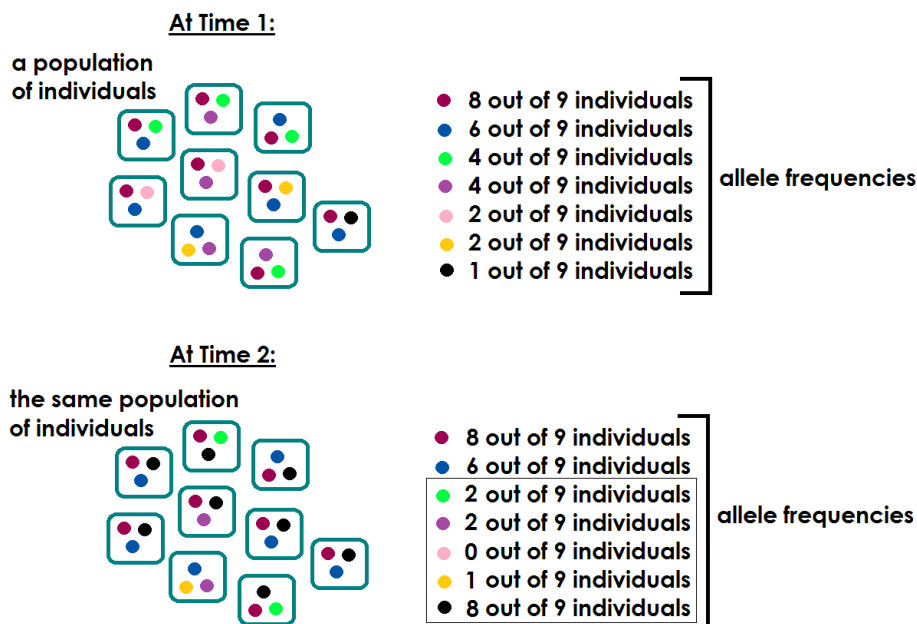 At Time 1:
a population
of individuals
8 out of 9 individuals
6 out of 9 individuals
4 out of 9 individuals
4 out of 9 individuals
2 out of 9 individuals
2 out of 9 individuals
1 out of 9 individuals
allele frequencies
At Time 2:
the same population
of individuals
8 out of 9 individuals
6 out of 9 individuals
2 out of 9 individuals
2 out of 9 individuals
0 out of 9 individuals
1 out of 9 individuals
8 out of 9 individuals
allele frequencies